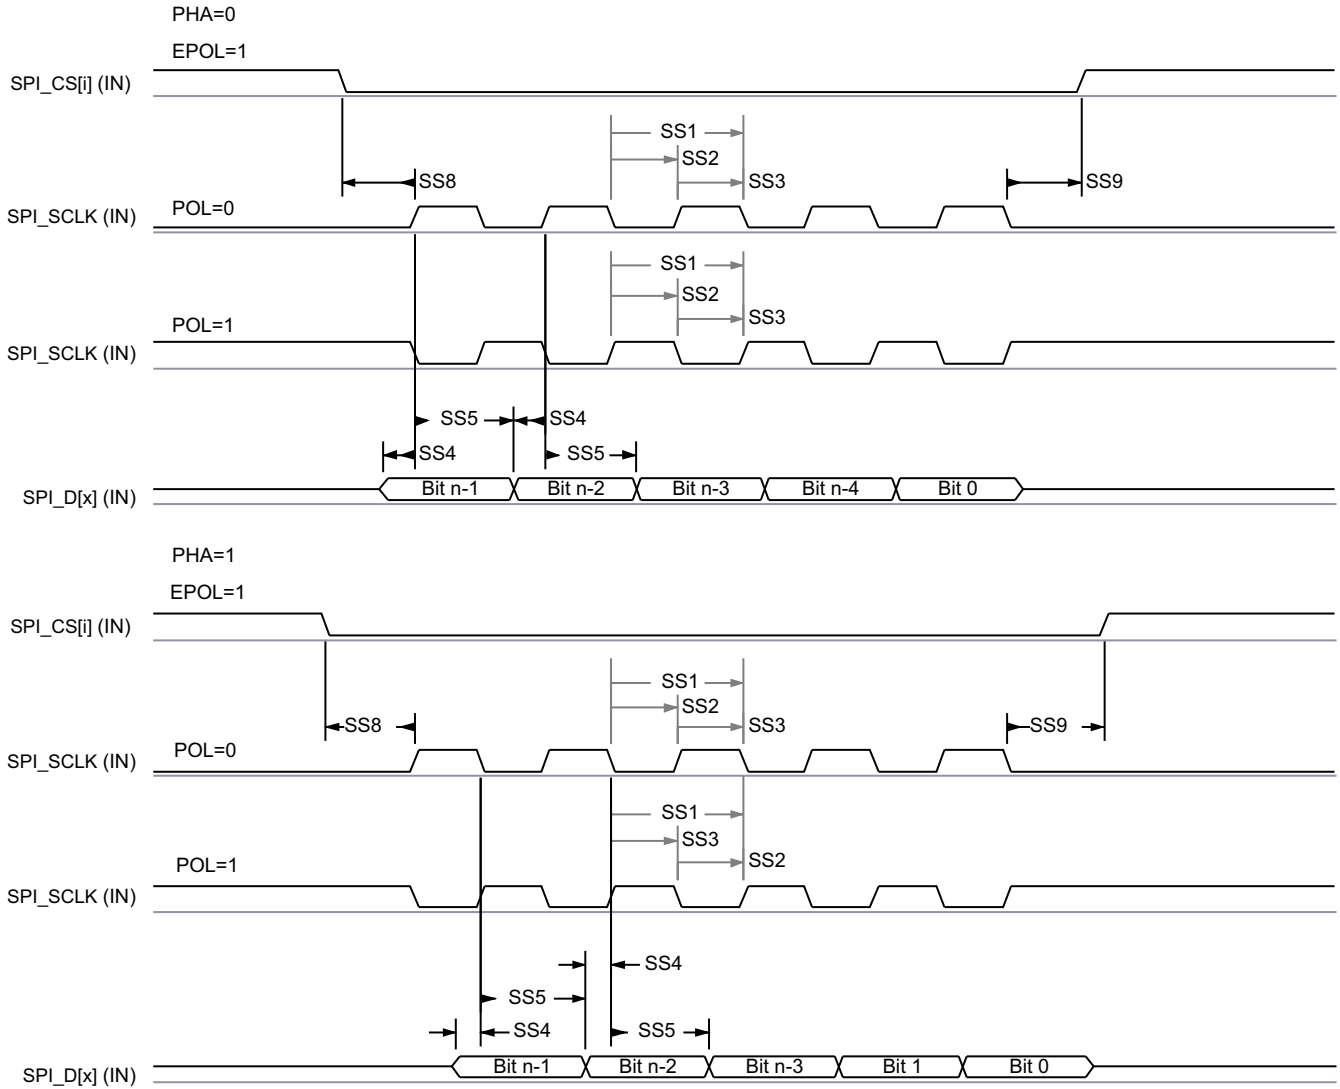 PHA=0
EPOL=1
SPI_CS[i] (IN)
SS1
SS2
SS8 SS3 SS9
POL=0
SPI_SCLK (IN)
SS1
SS2
SS3
POL=1
SPI_SCLK (IN)
SS5 SS4
SS4 SS5
SPI_D[x] (IN) Bit n-1 Bit n-2 Bit n-3 Bit n-4 Bit 0
PHA=1
EPOL=1
SPI_CS[i] (IN)
SS1
SS2
SS8 SS3 SS9
POL=0
SPI_SCLK (IN)
SS1
SS3
SS2
POL=1
SPI_SCLK (IN)
SS4
SS5
SS4 SS5
SPI_D[x] (IN) Bit n-1 Bit n-2 Bit n-3 Bit 1 Bit 0